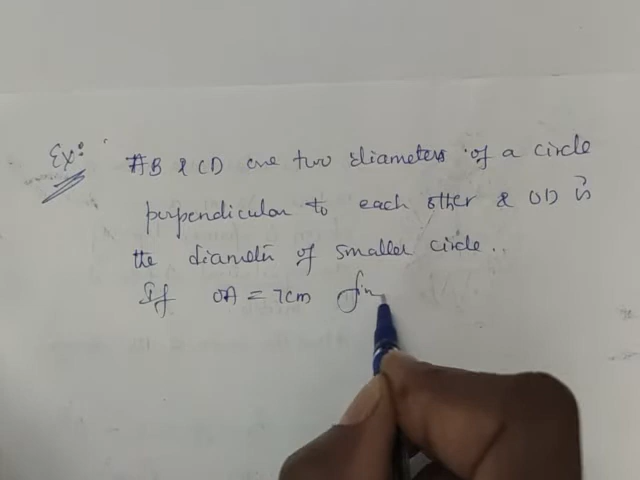 Ex:
AB & CD are two diameters of a circle
perpendicular to each other & OD is
the diameter of smaller circle..
If OA = 7cm fin